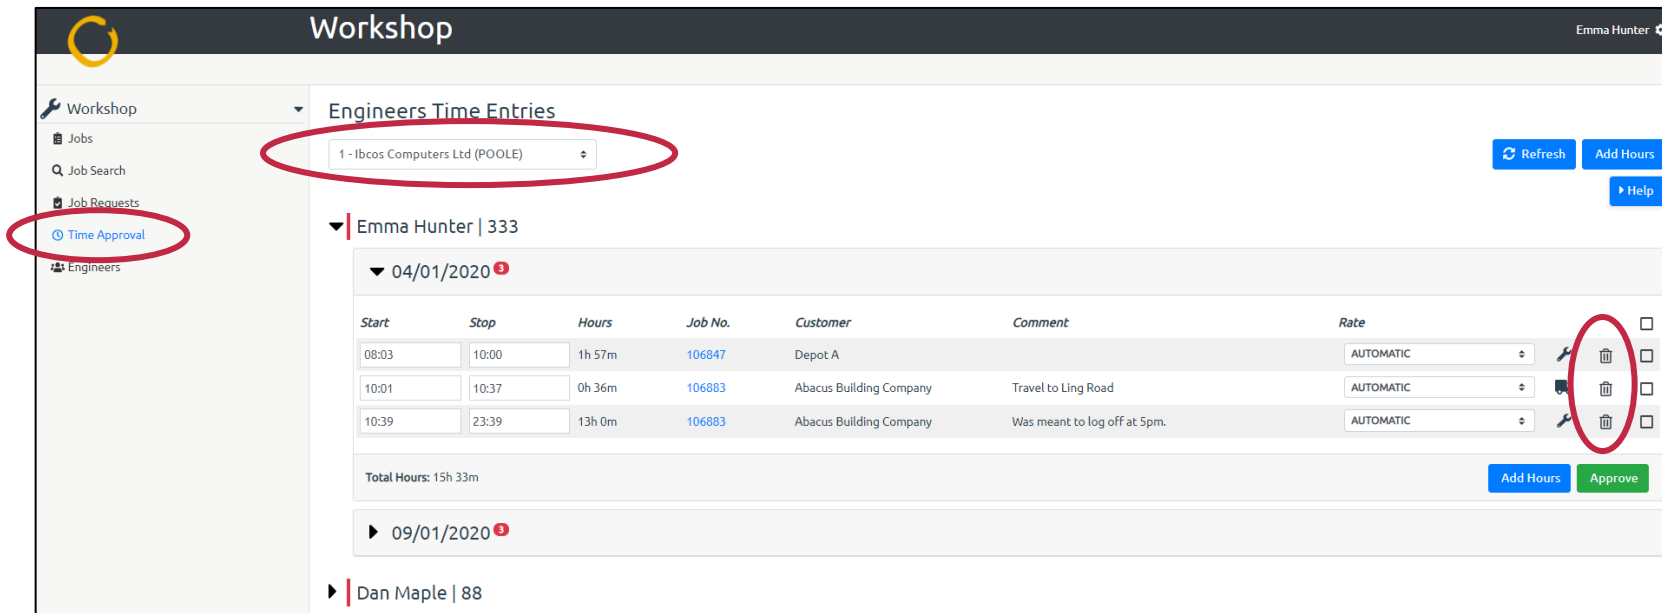 Workshop
Emma Hunter
Workshop
Jobs
Job Search
Job Requests
Time Approval
Engineers
Engineers Time Entries
1 - Ibcos Computers Ltd (POOLE)
Refresh
Add Hours
Help
Emma Hunter | 333
04/01/2020 3
Start Stop Hours Job No. Customer Comment Rate
08:03 10:00 1h 57m 106847 Depot A AUTOMATIC
10:01 10:37 0h 36m 106883 Abacus Building Company Travel to Ling Road AUTOMATIC
10:39 23:39 13h 0m 106883 Abacus Building Company Was meant to log off at 5pm. AUTOMATIC
Total Hours: 15h 33m
Add Hours
Approve
09/01/2020 3
Dan Maple | 88